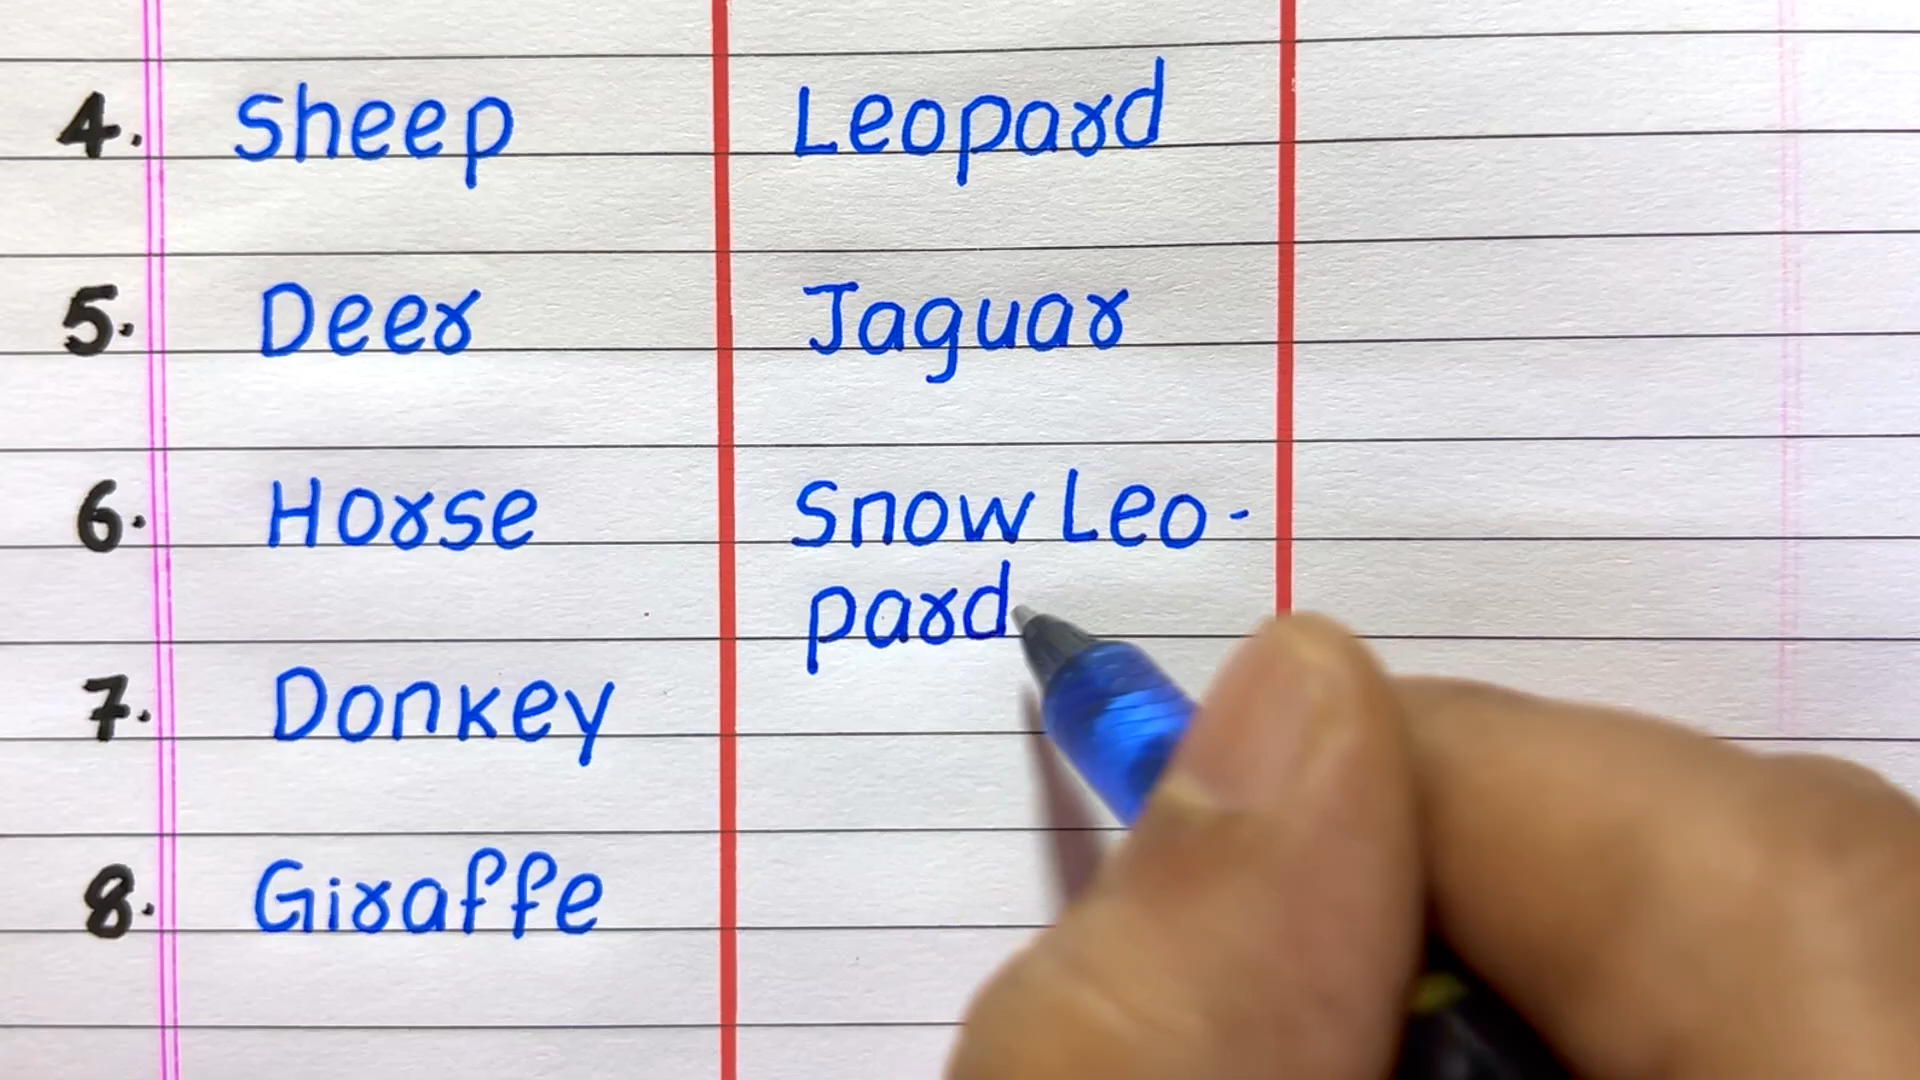 4. Sheep Leopard
5. Deer Jaguar
6. Horse Snow Leo-
pard
7. Donkey
8. Giraffe